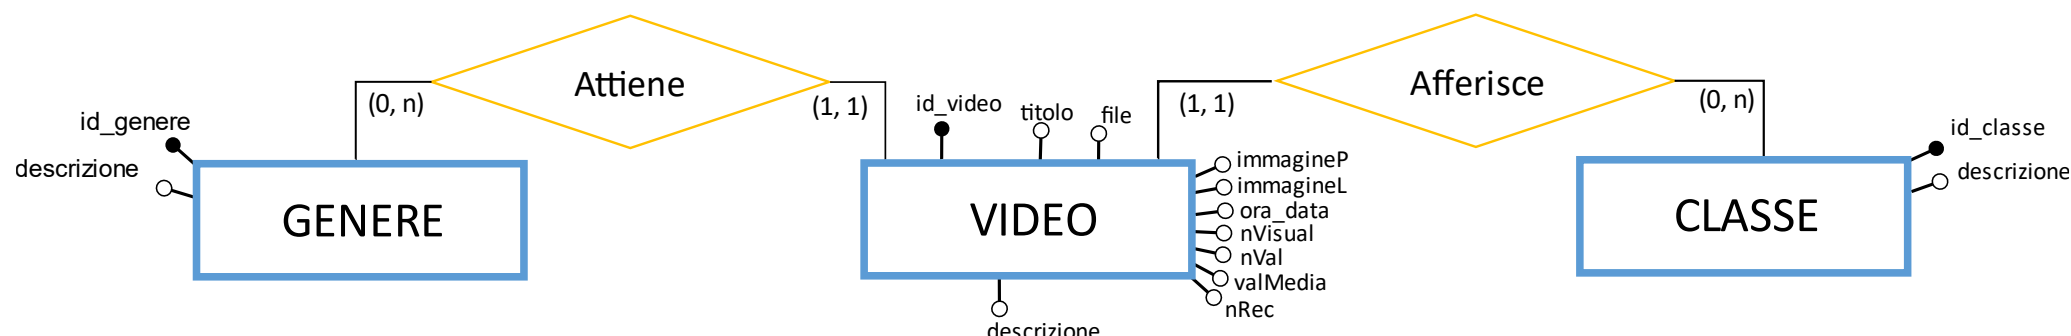 Attiene
Afferisce
(0, n)
(1, 1)
(1, 1)
(0, n)
id_genere
descrizione
GENERE
id_video
titolo
file
immagineP
immagineL
ora_data
nVisual
nVal
valMedia
nRec
descrizione
VIDEO
id_classe
descrizione
CLASSE